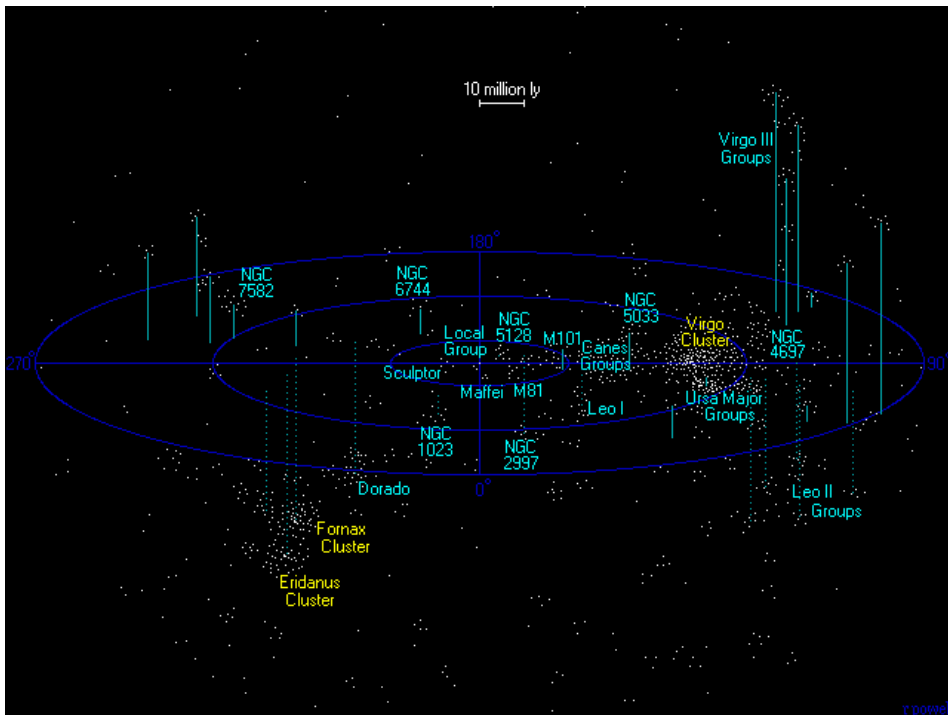 10 million ly
Virgo III
Groups
180°
NGC
7582
NGC
6744
NGC
5033
NGC
5128
Virgo
Cluster
Local
Group
M101
Canes
Groups
NGC
4697
270°
90°
Sculptor
Maffei
M81
Ursa Major
Groups
Leo I
NGC
1023
NGC
2997
0°
Dorado
Leo II
Groups
Fornax
Cluster
Eridanus
Cluster